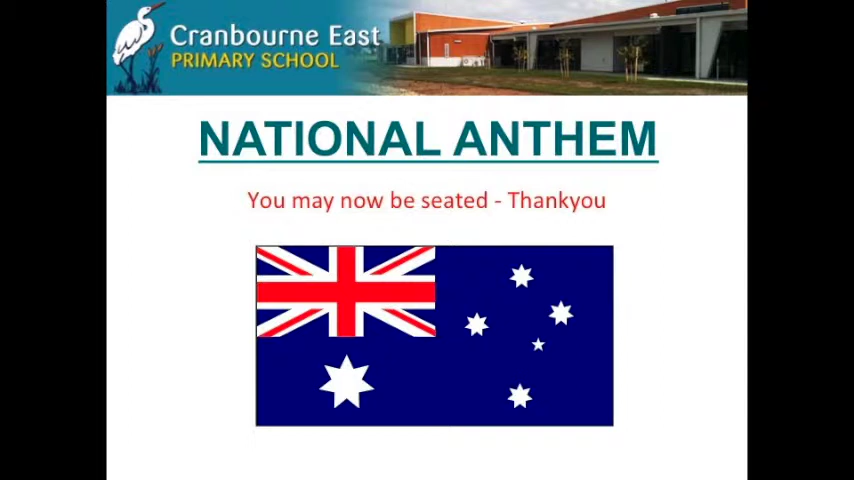 Cranbourne East
PRIMARY SCHOOL
NATIONAL ANTHEM
You may now be seated - Thankyou